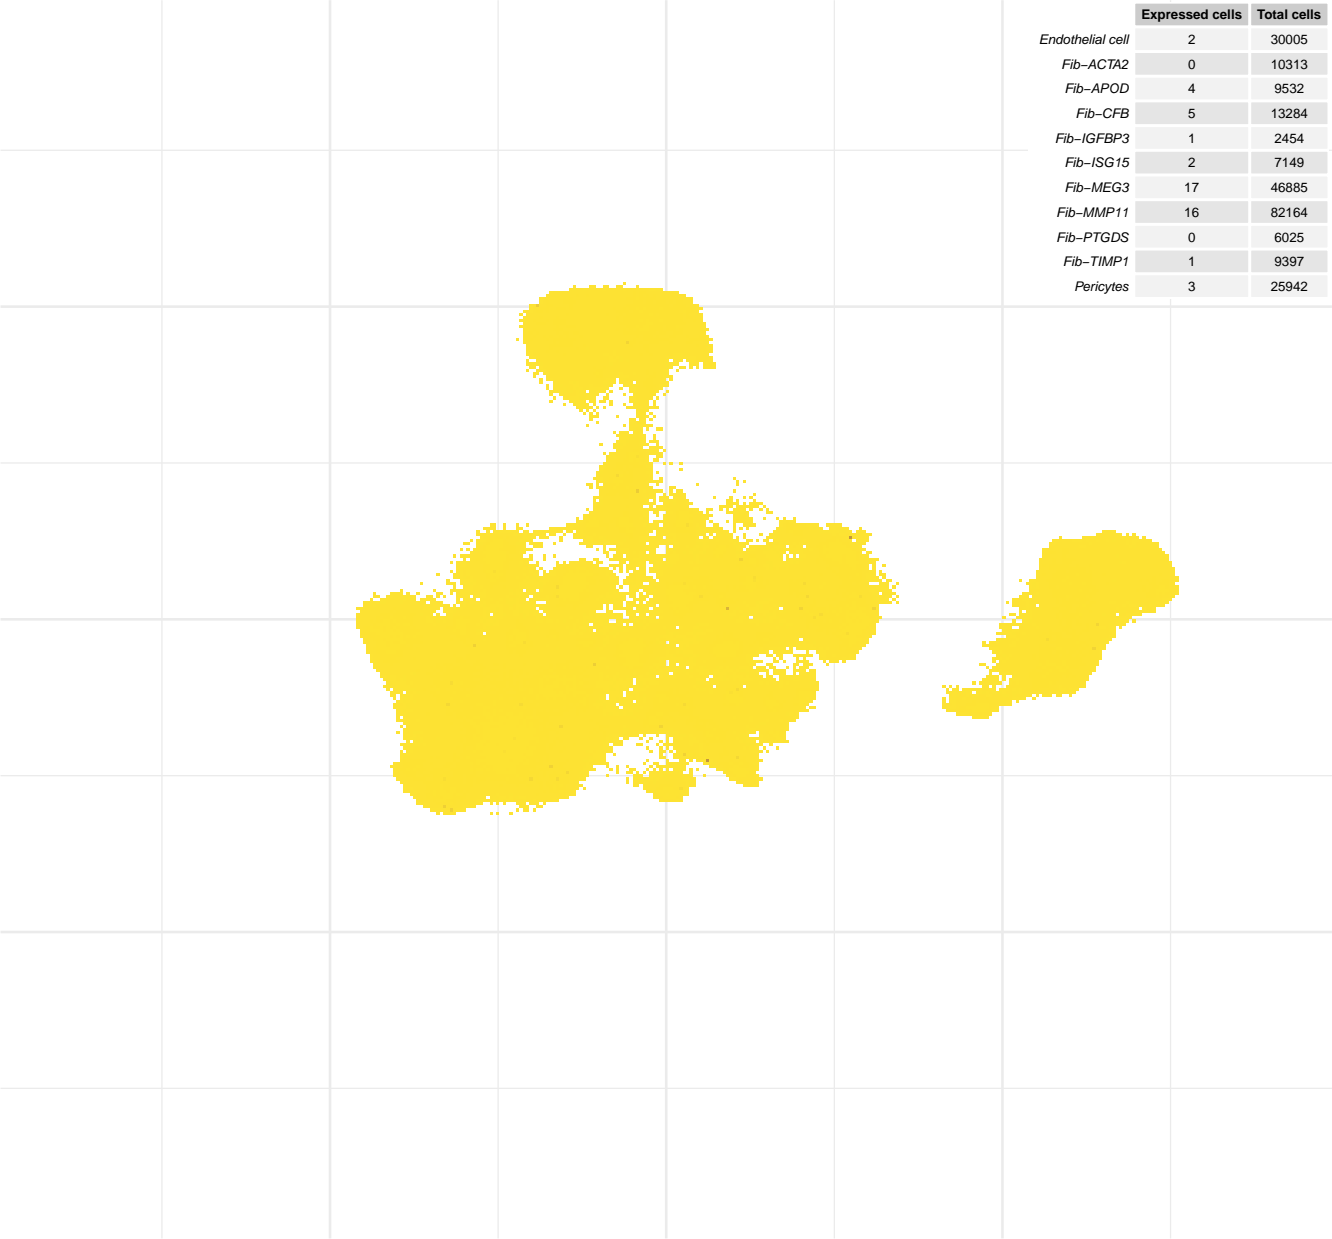 Expressed cells Total cells
Endothelial cell 2 30005
Fib−ACTA2 0 10313
Fib−APOD 4 9532
Fib−CFB 5 13284
Fib−IGFBP3 1 2454
Fib−ISG15 2 7149
Fib−MEG3 17 46885
Fib−MMP11 16 82164
Fib−PTGDS 0 6025
Fib−TIMP1 1 9397
Pericytes 3 25942